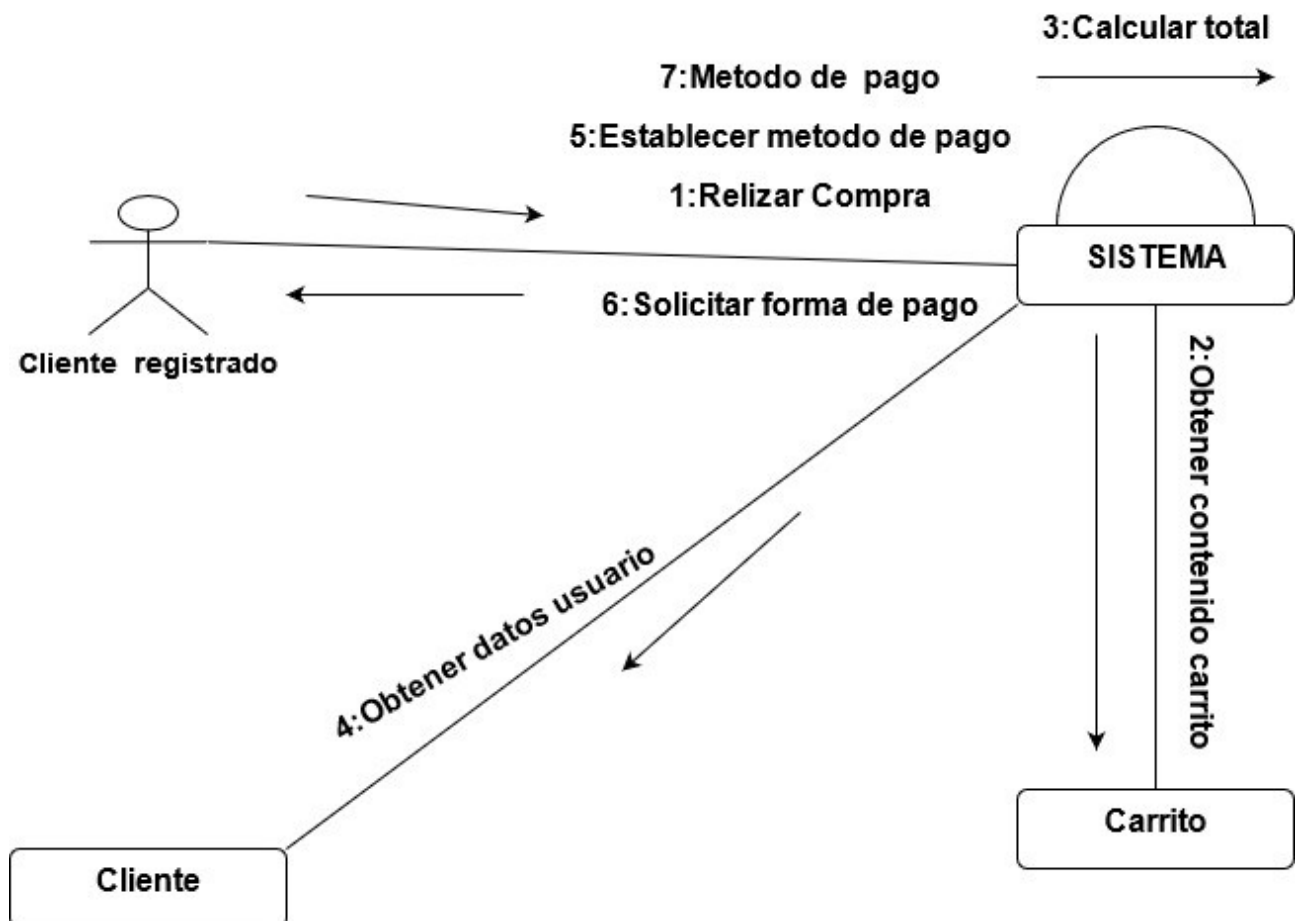 3:Calcular total
7:Metodo de pago
5:Establecer metodo de pago
1:Relizar Compra
SISTEMA
6:Solicitar forma de pago
Cliente registrado
2:Obtener contenido carrito
4:Obtener datos usuario
Carrito
Cliente